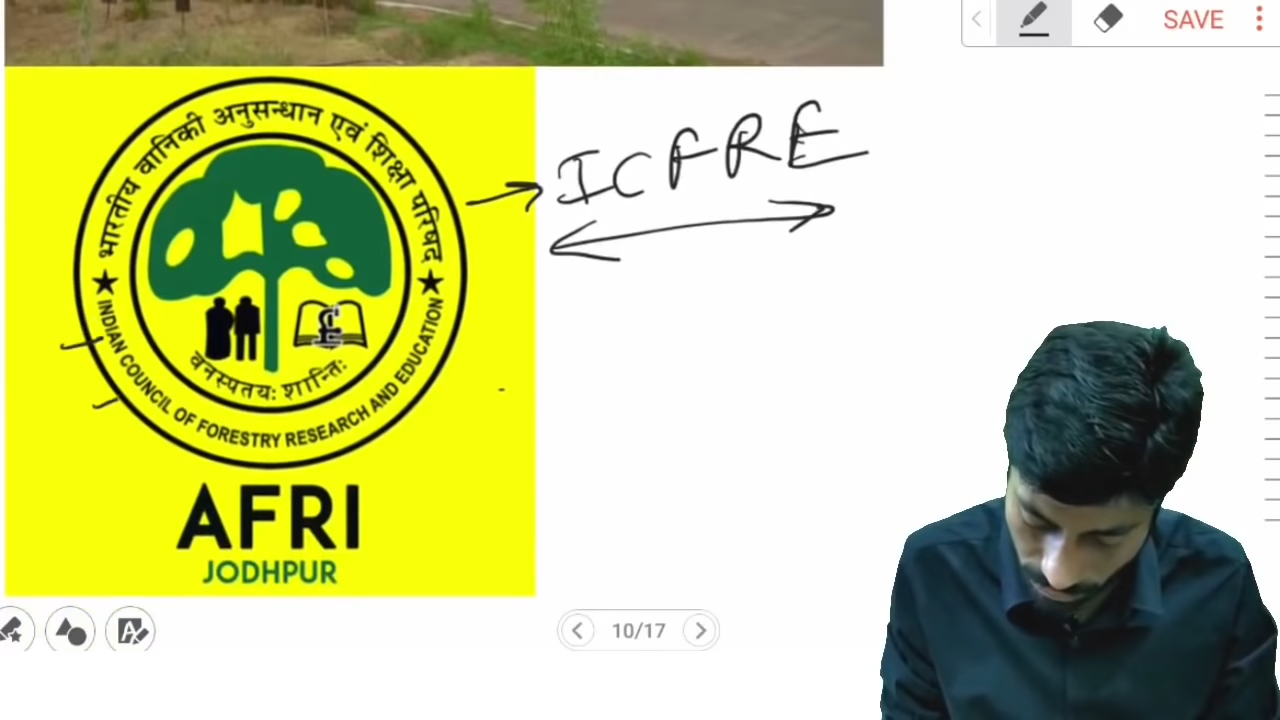 SAVE
भारतीय वानिकी अनुसन्धान एवं शिक्षा परिषद
ICFRE
वनस्पतयः शान्तिः
INDIAN COUNCIL OF FORESTRY RESEARCH AND EDUCATION
AFRI
JODHPUR
10/17